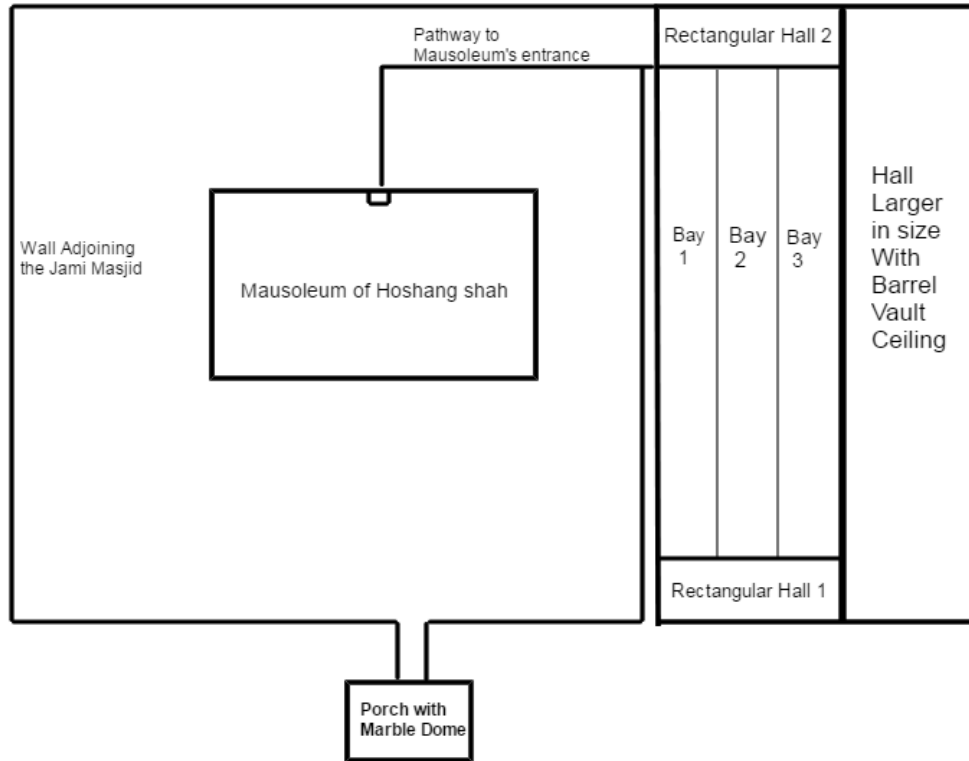 Pathway to
Mausoleum's entrance
Rectangular Hall 2
Wall Adjoining
the Jami Masjid
Mausoleum of Hoshang shah
Bay
1
Bay
2
Bay
3
Hall
Larger
in size
With
Barrel
Vault
Ceiling
Rectangular Hall 1
Porch with
Marble Dome